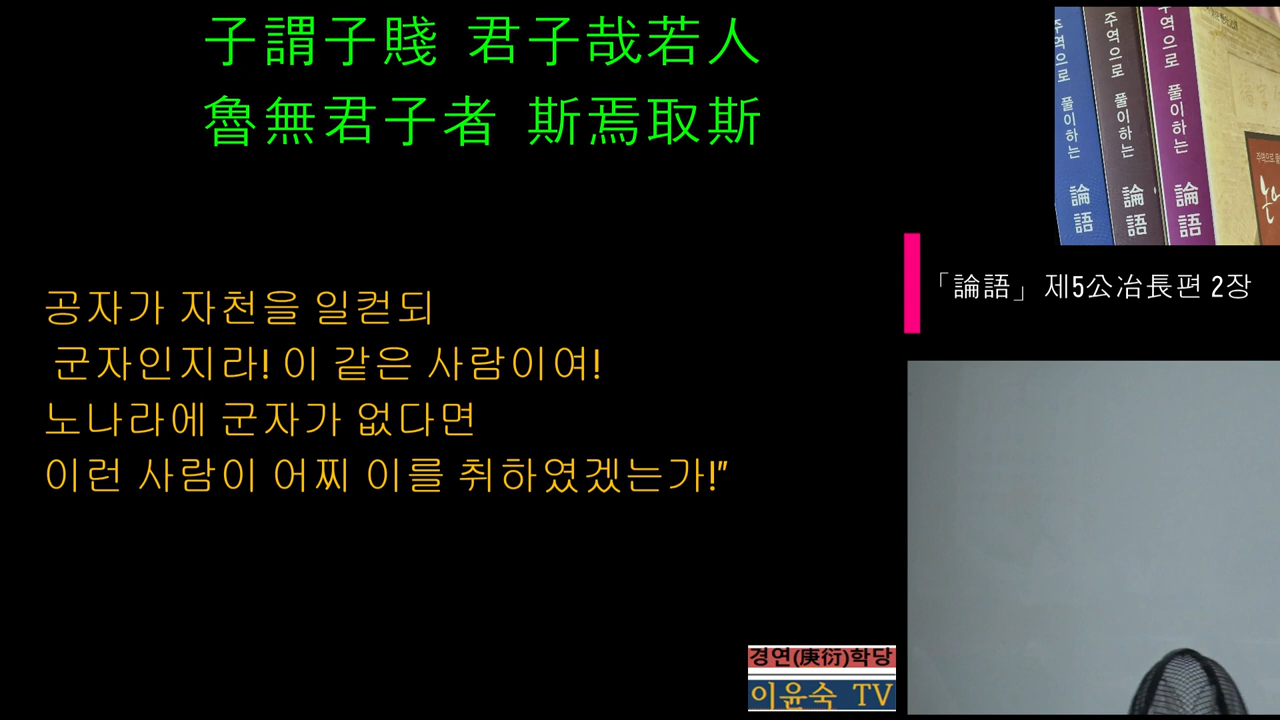 子謂子賤 君子哉若人
魯無君子者 斯焉取斯
공자가 자천을 일컫되
군자인지라! 이 같은 사람이여!
노나라에 군자가 없다면
이런 사람이 어찌 이를 취하였겠는가!"
주역으로 풀이하는 論語
주역으로 풀이하는 論語
주역으로 풀이하는 論語
「論語」 제5公冶長편 2장
경연(庚衍)학당
이윤숙 TV